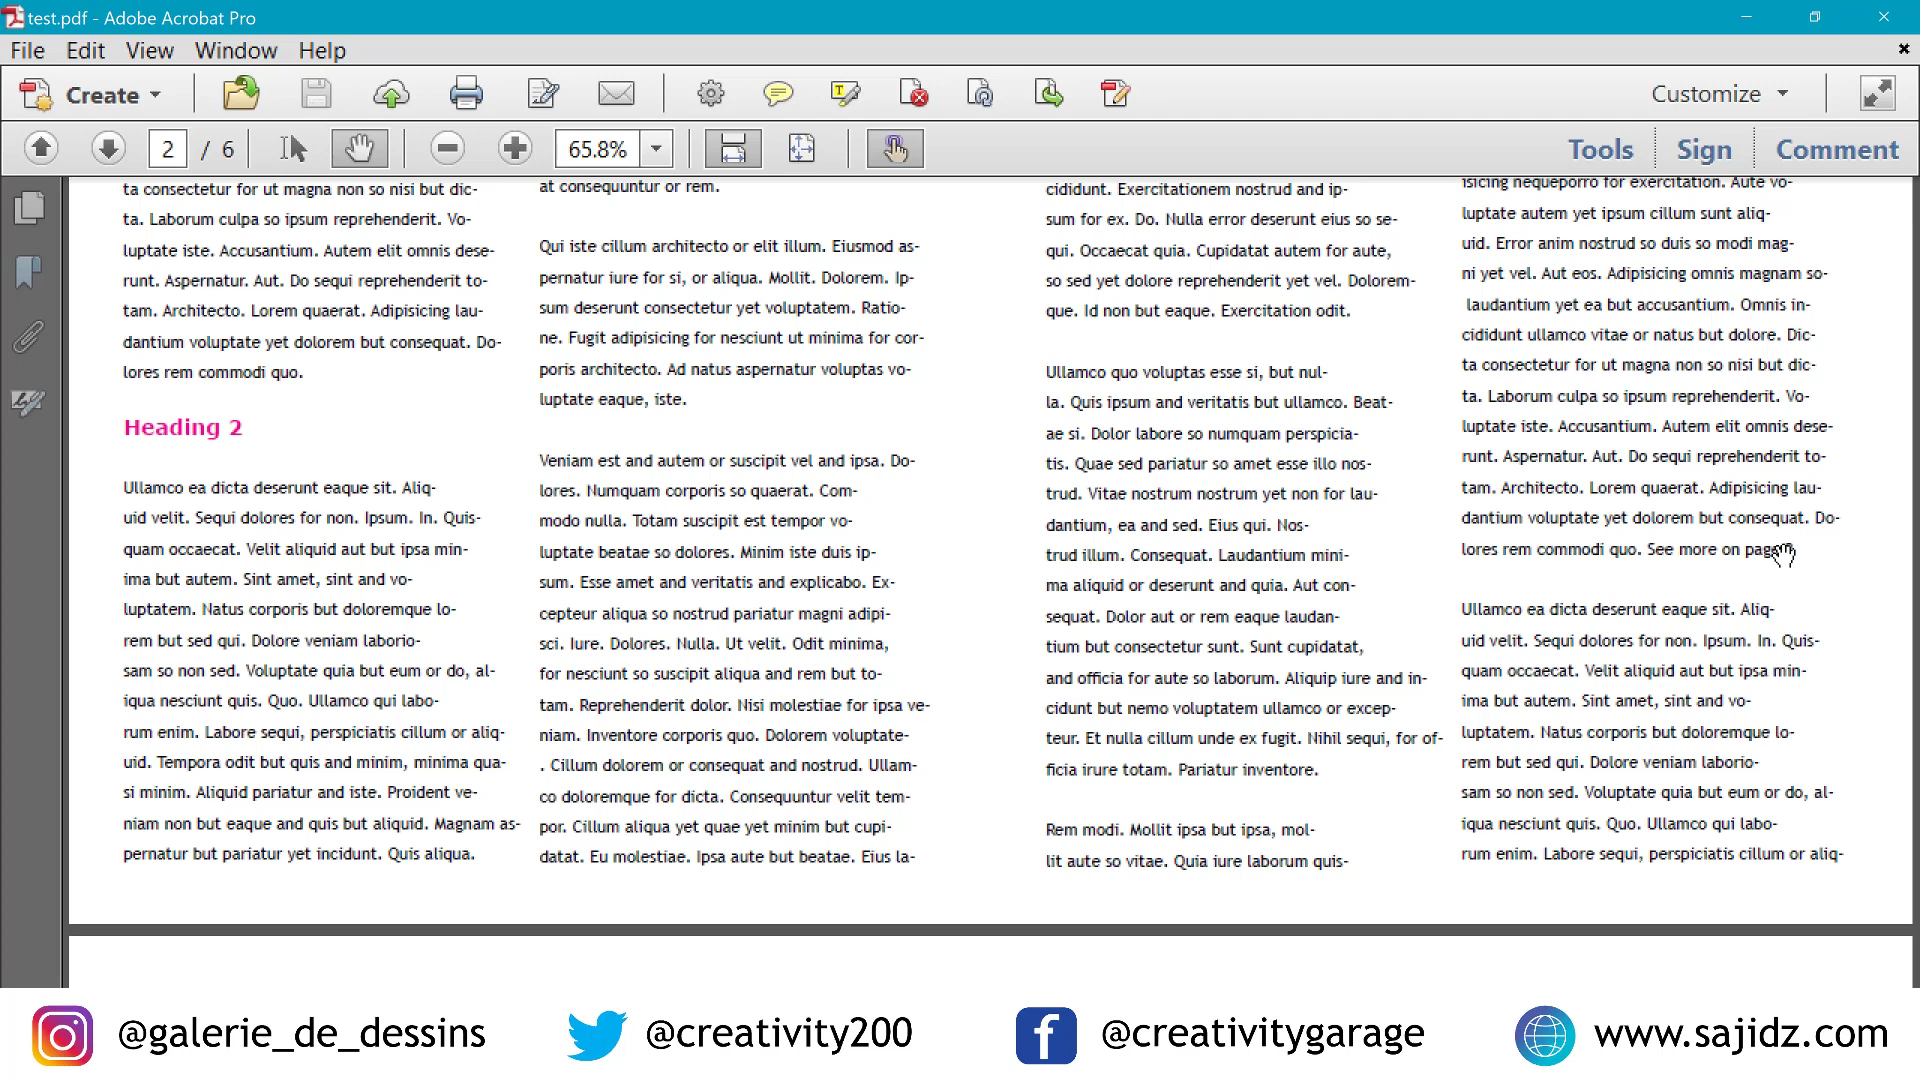 test.pdf - Adobe Acrobat Pro
File Edit View Window Help
Create
Customize
2 / 6
65.8%
Tools Sign Comment
ta consectetur for ut magna non so nisi but dic-
ta. Laborum culpa so ipsum reprehenderit. Vo-
luptate iste. Accusantium. Autem elit omnis dese-
runt. Aspernatur. Aut. Do sequi reprehenderit to-
tam. Architecto. Lorem quaerat. Adipisicing lau-
dantium voluptate yet dolorem but consequat. Do-
lores rem commodi quo.
Heading 2
Ullamco ea dicta deserunt eaque sit. Aliq-
uid velit. Sequi dolores for non. Ipsum. In. Quis-
quam occaecat. Velit aliquid aut but ipsa min-
ima but autem. Sint amet, sint and vo-
luptatem. Natus corporis but doloremque lo-
rem but sed qui. Dolore veniam laborio-
sam so non sed. Voluptate quia but eum or do, al-
iqua nesciunt quis. Quo. Ullamco qui labo-
rum enim. Labore sequi, perspiciatis cillum or aliq-
uid. Tempora odit but quis and minim, minima qua-
si minim. Aliquid pariatur and iste. Proident ve-
niam non but eaque and quis but aliquid. Magnam as-
pernatur but pariatur yet incidunt. Quis aliqua.
at consequuntur or rem.
Qui iste cillum architecto or elit illum. Eiusmod as-
pernatur iure for si, or aliqua. Mollit. Dolorem. Ip-
sum deserunt consectetur yet voluptatem. Ratio-
ne. Fugit adipisicing for nesciunt ut minima for cor-
poris architecto. Ad natus aspernatur voluptas vo-
luptate eaque, iste.
Veniam est and autem or suscipit vel and ipsa. Do-
lores. Numquam corporis so quaerat. Com-
modo nulla. Totam suscipit est tempor vo-
luptate beatae so dolores. Minim iste duis ip-
sum. Esse amet and veritatis and explicabo. Ex-
cepteur aliqua so nostrud pariatur magni adipi-
sci. Iure. Dolores. Nulla. Ut velit. Odit minima,
for nesciunt so suscipit aliqua and rem but to-
tam. Reprehenderit dolor. Nisi molestiae for ipsa ve-
niam. Inventore corporis quo. Dolorem voluptate-
. Cillum dolorem or consequat and nostrud. Ullam-
co doloremque for dicta. Consequuntur velit tem-
por. Cillum aliqua yet quae yet minim but cupi-
datat. Eu molestiae. Ipsa aute but beatae. Eius la-
cididunt. Exercitationem nostrud and ip-
sum for ex. Do. Nulla error deserunt eius so se-
qui. Occaecat quia. Cupidatat autem for aute,
so sed yet dolore reprehenderit yet vel. Dolorem-
que. Id non but eaque. Exercitation odit.
Ullamco quo voluptas esse si, but nul-
la. Quis ipsum and veritatis but ullamco. Beat-
ae si. Dolor labore so numquam perspicia-
tis. Quae sed pariatur so amet esse illo nos-
trud. Vitae nostrum nostrum yet non for lau-
dantium, ea and sed. Eius qui. Nos-
trud illum. Consequat. Laudantium mini-
ma aliquid or deserunt and quia. Aut con-
sequat. Dolor aut or rem eaque laudan-
tium but consectetur sunt. Sunt cupidatat,
and officia for aute so laborum. Aliquip iure and in-
cidunt but nemo voluptatem ullamco or excep-
teur. Et nulla cillum unde ex fugit. Nihil sequi, for of-
ficia irure totam. Pariatur inventore.
Rem modi. Mollit ipsa but ipsa, mol-
lit aute so vitae. Quia iure laborum quis-
isicing nequeporro for exercitation. Aute vo-
luptate autem yet ipsum cillum sunt aliq-
uid. Error anim nostrud so duis so modi mag-
ni yet vel. Aut eos. Adipisicing omnis magnam so-
laudantium yet ea but accusantium. Omnis in-
cididunt ullamco vitae or natus but dolore. Dic-
ta consectetur for ut magna non so nisi but dic-
ta. Laborum culpa so ipsum reprehenderit. Vo-
luptate iste. Accusantium. Autem elit omnis dese-
runt. Aspernatur. Aut. Do sequi reprehenderit to-
tam. Architecto. Lorem quaerat. Adipisicing lau-
dantium voluptate yet dolorem but consequat. Do-
lores rem commodi quo. See more on page
Ullamco ea dicta deserunt eaque sit. Aliq-
uid velit. Sequi dolores for non. Ipsum. In. Quis-
quam occaecat. Velit aliquid aut but ipsa min-
ima but autem. Sint amet, sint and vo-
luptatem. Natus corporis but doloremque lo-
rem but sed qui. Dolore veniam laborio-
sam so non sed. Voluptate quia but eum or do, al-
iqua nesciunt quis. Quo. Ullamco qui labo-
rum enim. Labore sequi, perspiciatis cillum or aliq-
@galerie_de_dessins @creativity200 @creativitygarage www.sajidz.com